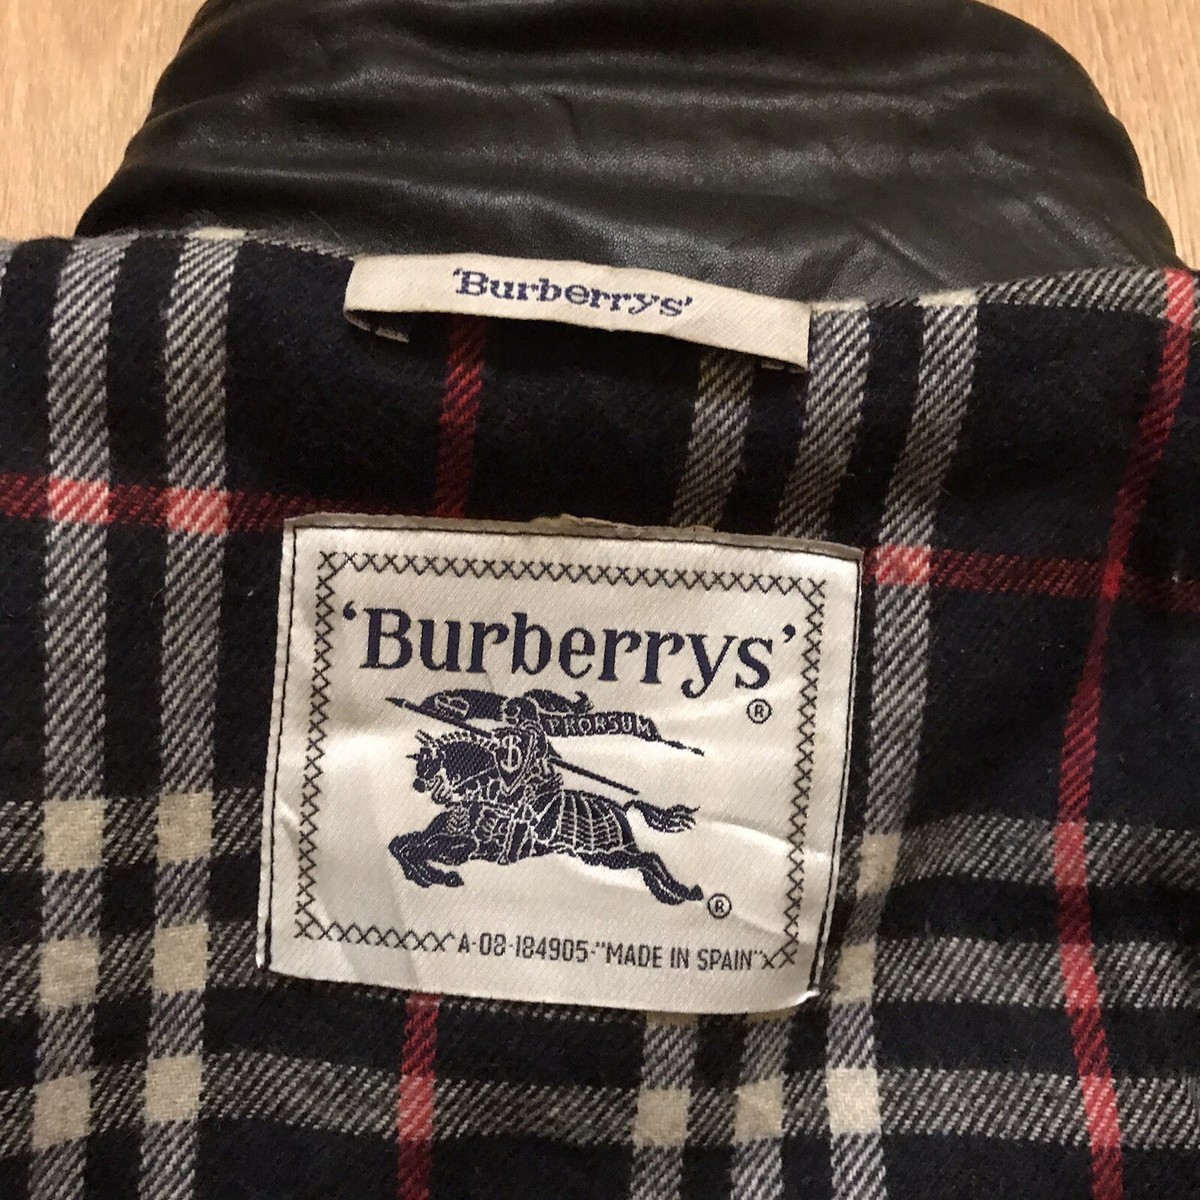 ‘Burberrys’
‘Burberrys’
®
PRORSUM
B
®
A-08-184905-"MADE IN SPAIN"